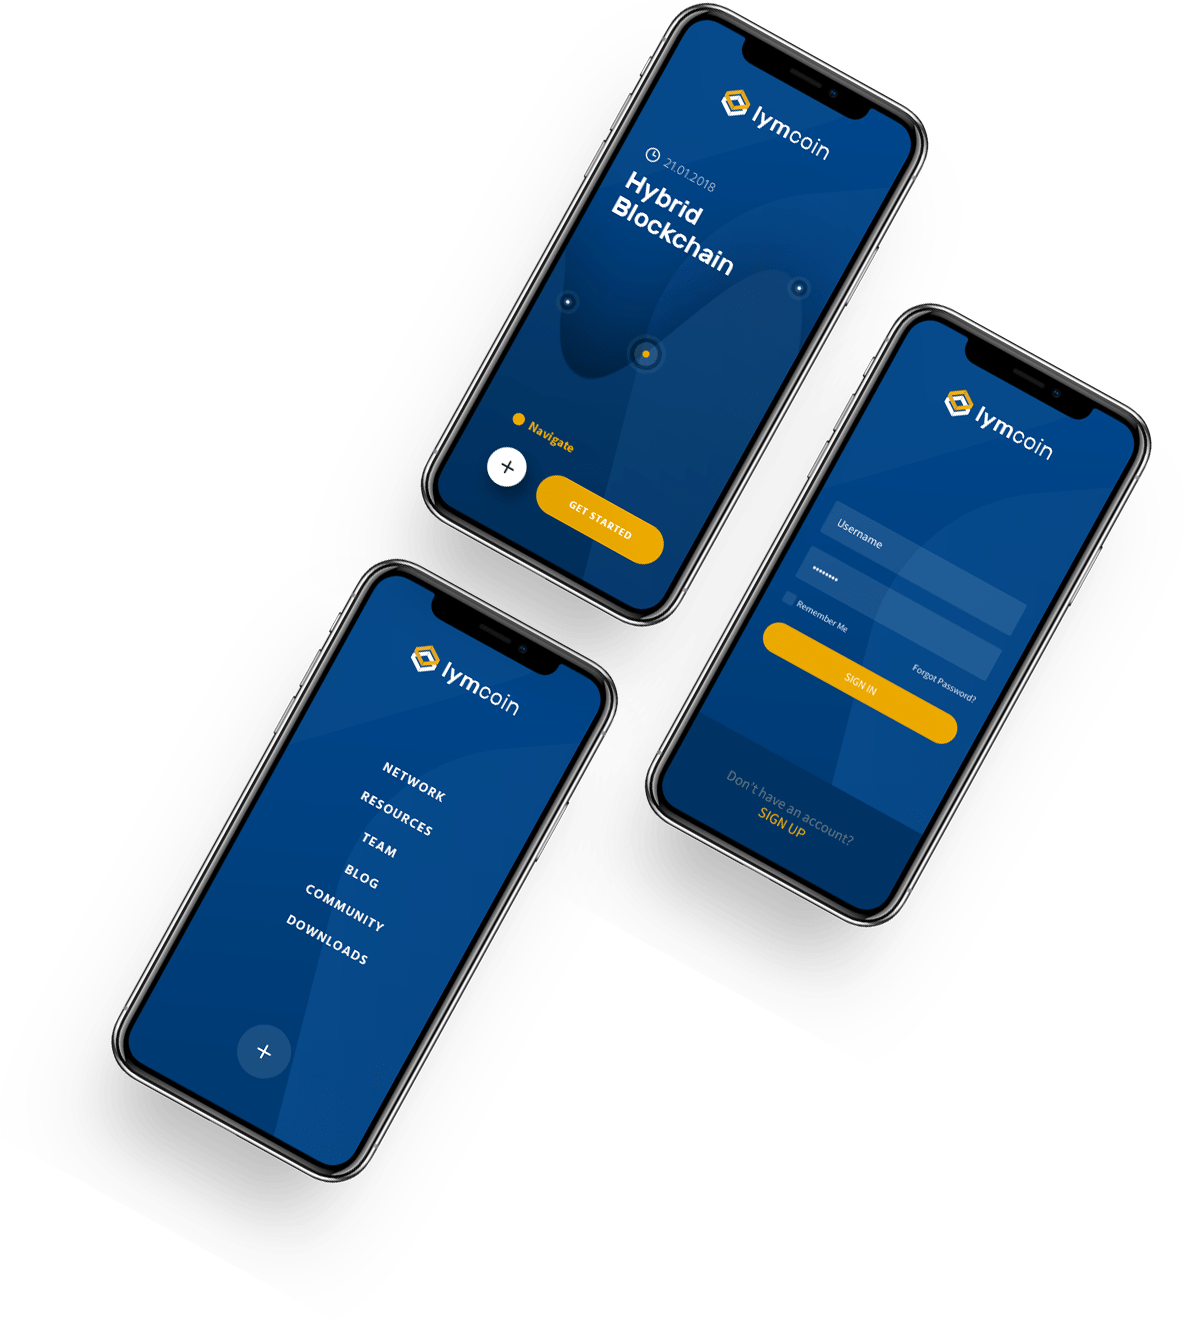 lymcoin
21.01.2018
Hybrid
Blockchain
Navigate
+
GET STARTED
lymcoin
Username
••••••••
Remember Me
Forgot Password?
SIGN IN
Don't have an account?
SIGN UP
lymcoin
NETWORK
RESOURCES
TEAM
BLOG
COMMUNITY
DOWNLOADS
+